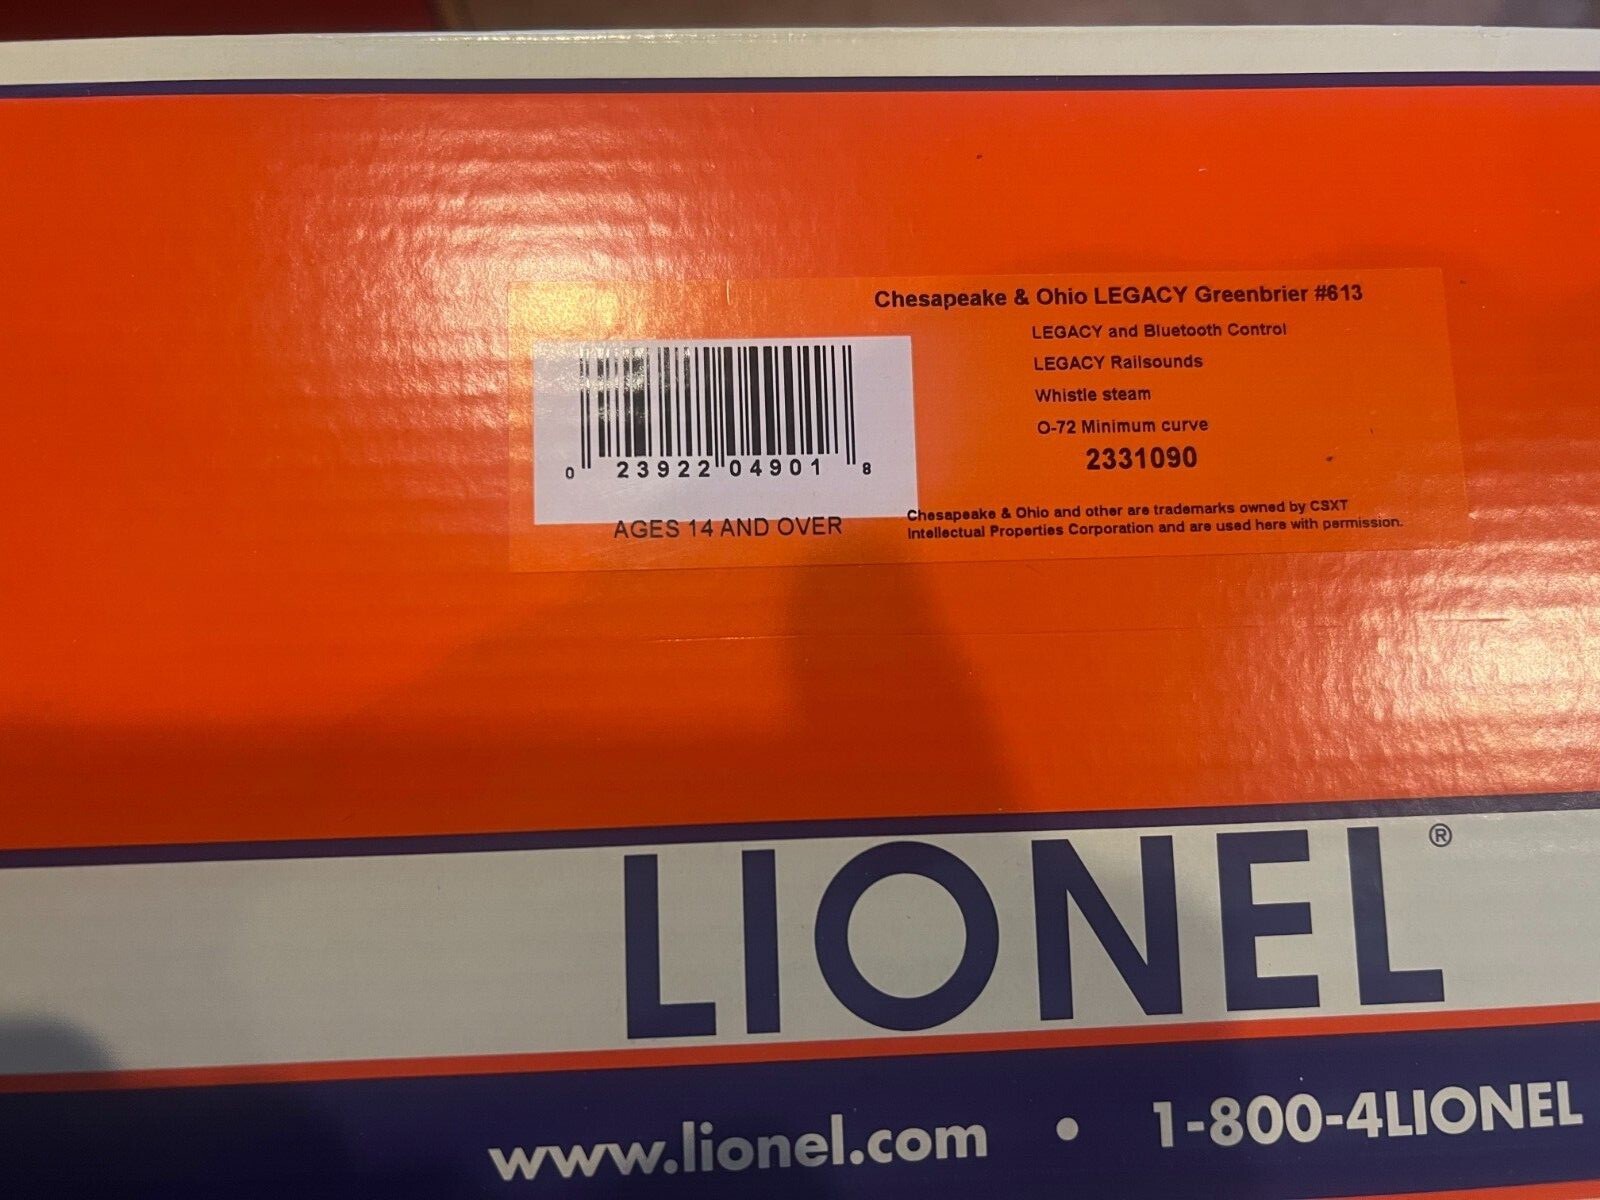 Chesapeake & Ohio LEGACY Greenbrier #613
LEGACY and Bluetooth Control
LEGACY Railsounds
Whistle steam
O-72 Minimum curve
2331090
0 23922 04901 8
AGES 14 AND OVER
Chesapeake & Ohio and other are trademarks owned by CSXT
Intellectual Properties Corporation and are used here with permission.
LIONEL®
www.lionel.com • 1-800-4LIONEL